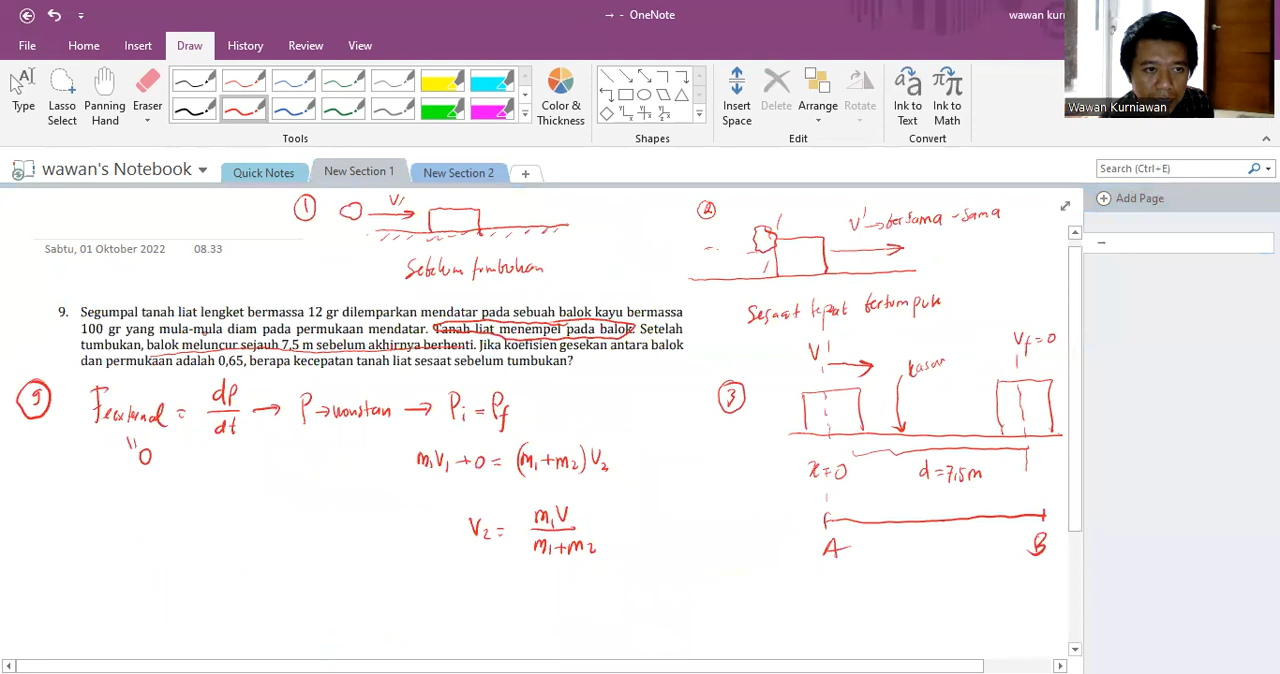 → - OneNote
wawan kurn
File Home Insert Draw History Review View
Type
Lasso Select
Panning Hand
Eraser
Color & Thickness
Insert Space
Delete
Arrange
Rotate
Ink to Text
Ink to Math
Tools
Shapes
Edit
Convert
Wawan Kurniawan
wawan's Notebook
Quick Notes
New Section 1
New Section 2
Search (Ctrl+E)
Add Page
Sabtu, 01 Oktober 2022 08.33
① V₁
Sebelum tumbukan
② V' → bersama-sama
Sesaat tepat bertumpuk
9. Segumpal tanah liat lengket bermassa 12 gr dilemparkan mendatar pada sebuah balok kayu bermassa
100 gr yang mula-mula diam pada permukaan mendatar. Tanah liat menempel pada balok. Setelah
tumbukan, balok meluncur sejauh 7,5 m sebelum akhirnya berhenti. Jika koefisien gesekan antara balok
dan permukaan adalah 0,65, berapa kecepatan tanah liat sesaat sebelum tumbukan?
⑨ Fexternal = dP/dt → P → konstan → Pi = Pf
"0
m₁V₁ + 0 = (m₁+m₂) V₂
V₂ = m₁V / m₁+m₂
③ V' kasar Vf = 0
x=0 d = 7,5 m
A B